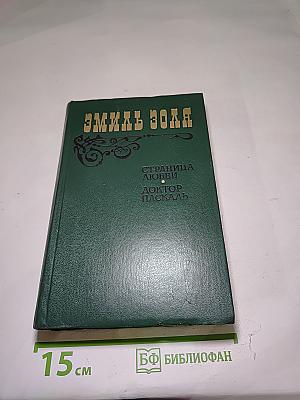 ЭМИЛЬ ЗОЛЯ
СТРАНИЦА
ЛЮБВИ
ДОКТОР
ПАСКАЛЬ
15 см
БФ БИБЛИОФАН